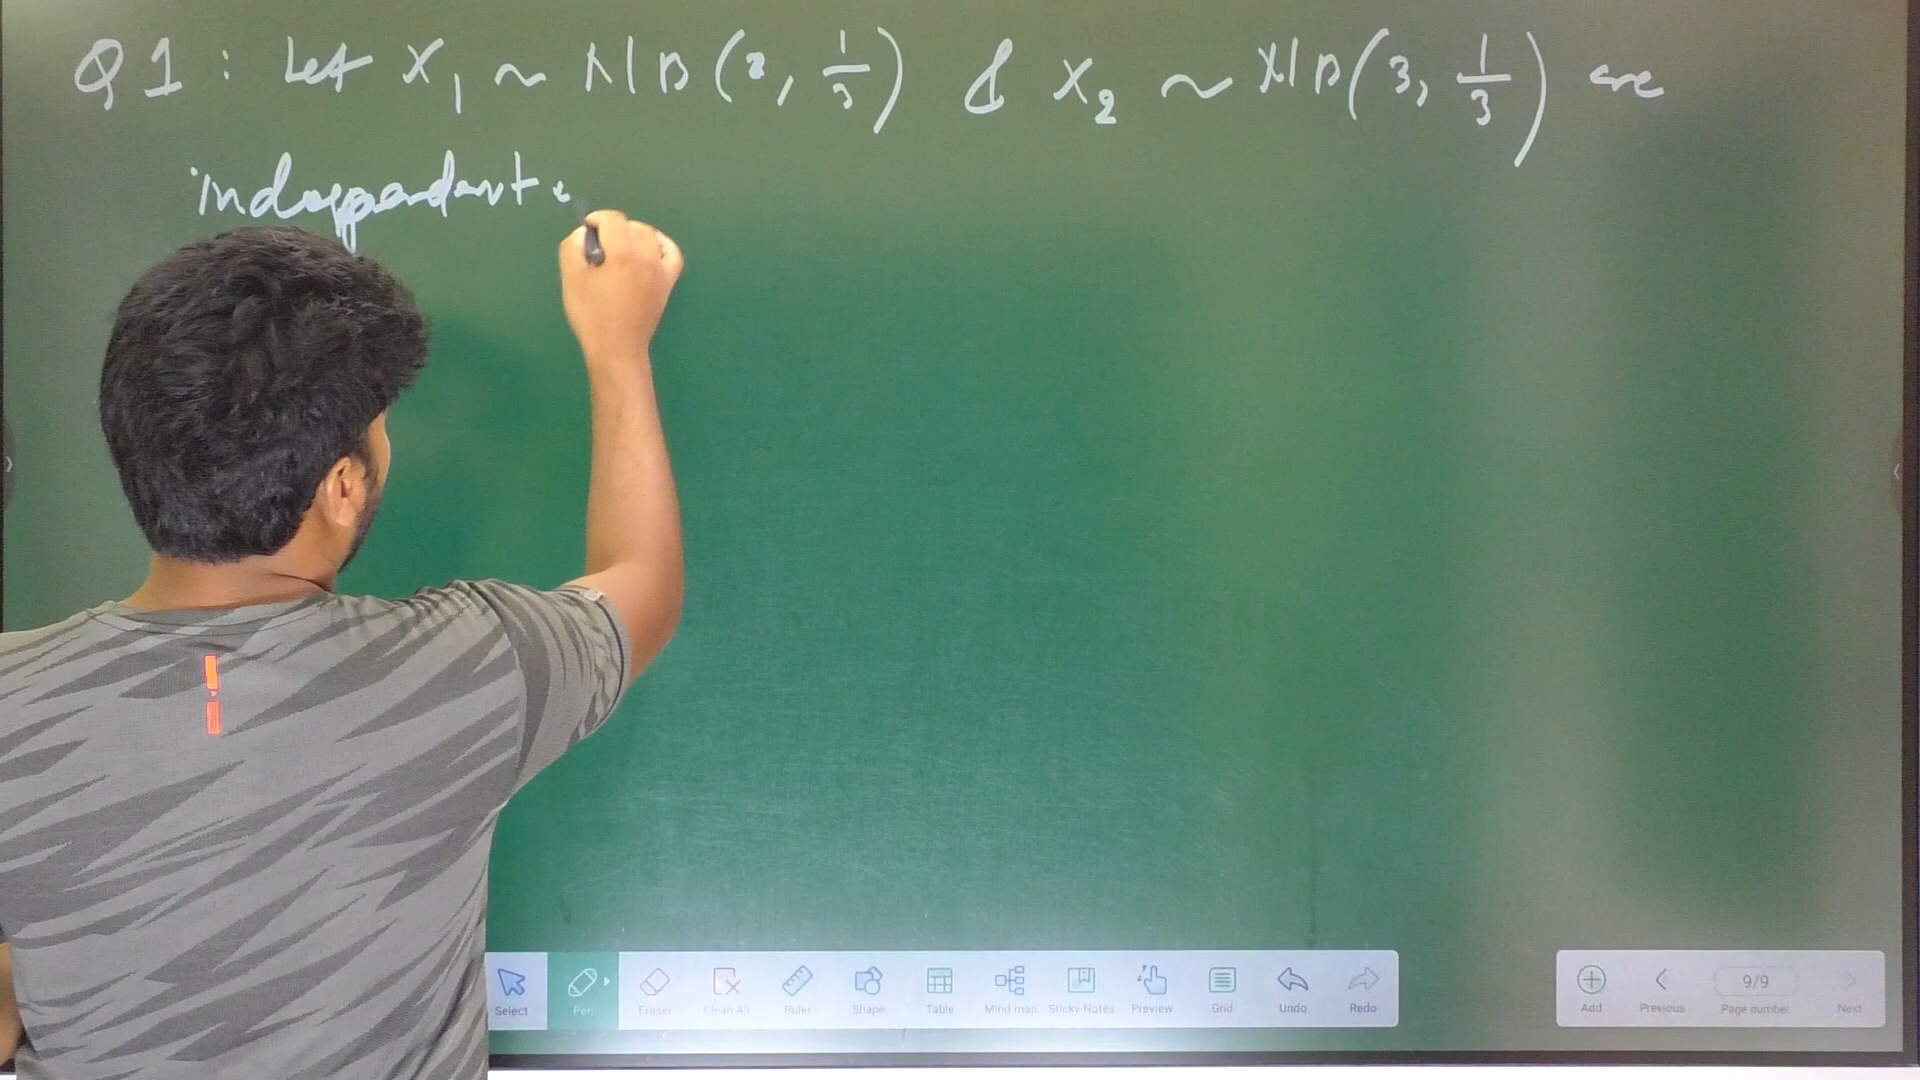 Q1 : Let X₁ ~ NB(2, 1/3) & X₂ ~ NB(3, 1/3) are
independent
Select Pen Eraser Clean All Ruler Shape Table Mind map Sticky-Notes Preview Grid Undo Redo
Add Previous 9/9 Page number Next